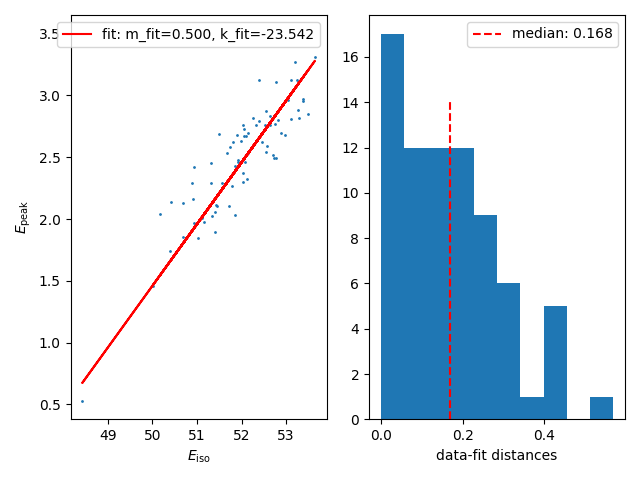 fit: m_fit=0.500, k_fit=-23.542
3.5
3.0
2.5
2.0
1.5
1.0
0.5
E_peak
49 50 51 52 53
E_iso
median: 0.168
16
14
12
10
8
6
4
2
0
0.0 0.2 0.4
data-fit distances